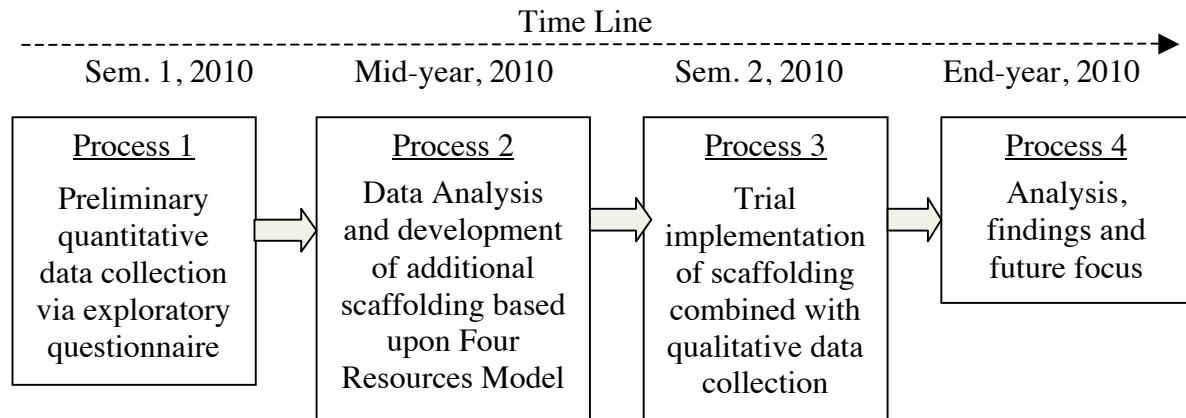 Time Line
Sem. 1, 2010
Mid-year, 2010
Sem. 2, 2010
End-year, 2010
Process 1
Preliminary
quantitative
data collection
via exploratory
questionnaire
Process 2
Data Analysis
and development
of additional
scaffolding based
upon Four
Resources Model
Process 3
Trial
implementation
of scaffolding
combined with
qualitative data
collection
Process 4
Analysis,
findings and
future focus